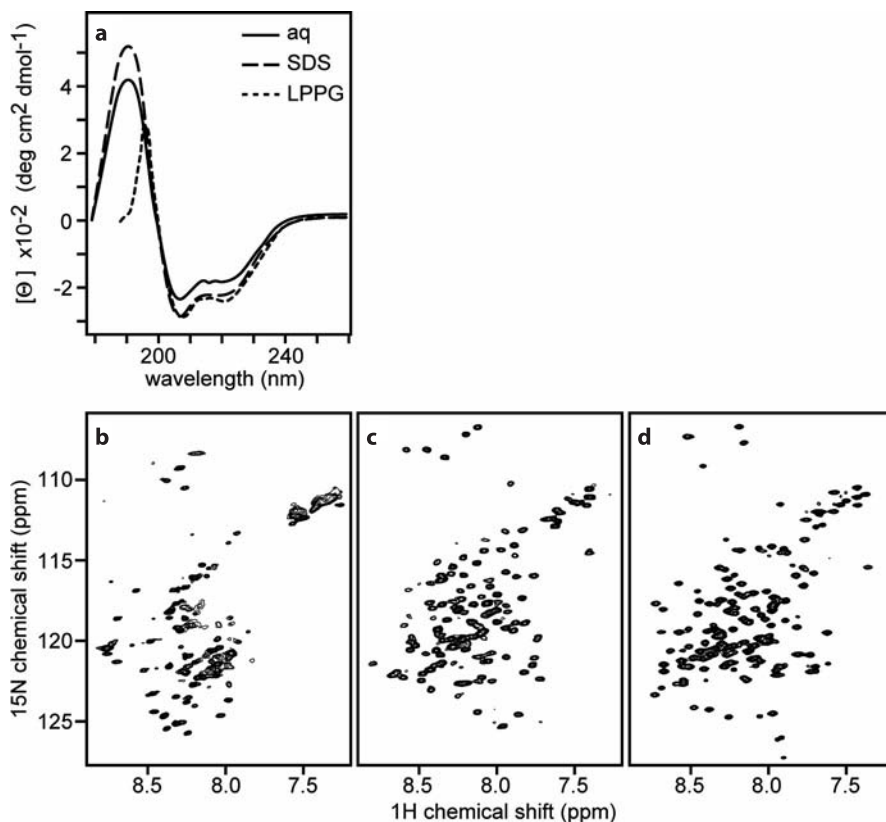 a
aq
SDS
LPPG
4
2
0
-2
[Θ] x10-2 (deg cm2 dmol-1)
200
240
wavelength (nm)
b
c
d
110
115
120
125
15N chemical shift (ppm)
8.5
8.0
7.5
8.5
8.0
7.5
8.5
8.0
7.5
1H chemical shift (ppm)